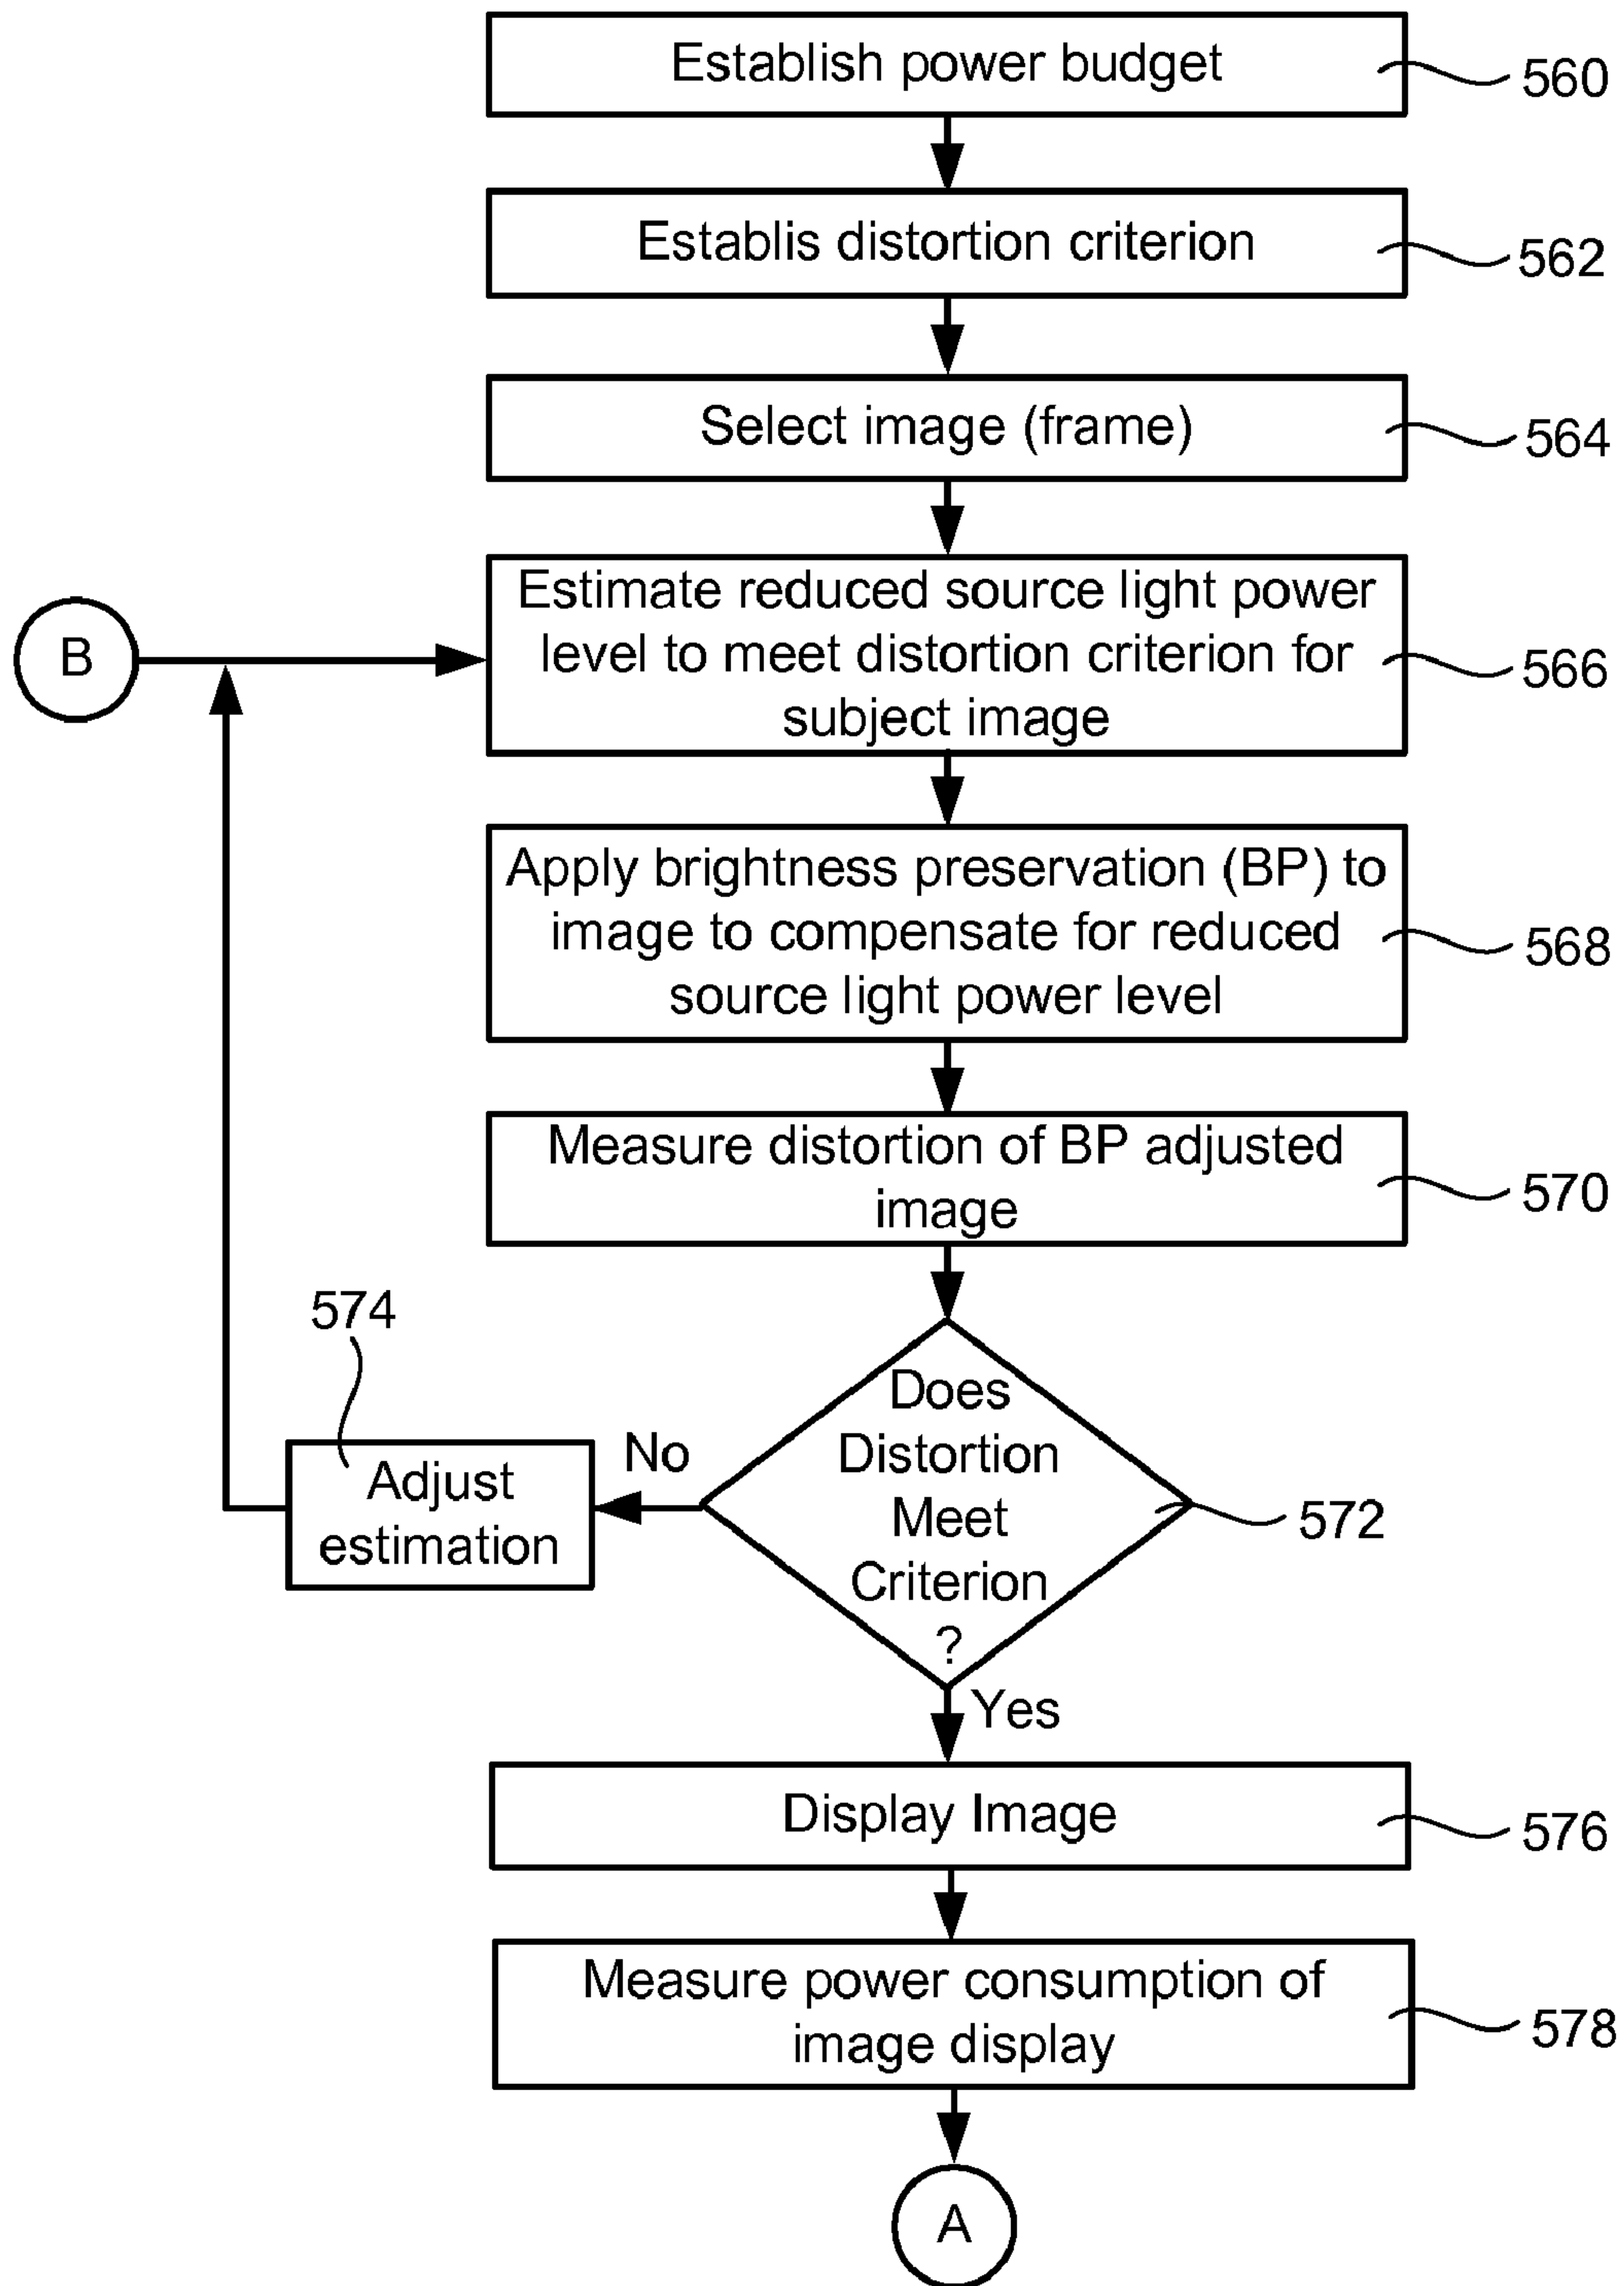 Establish power budget
560
Establis distortion criterion
562
Select image (frame)
564
B
Estimate reduced source light power
level to meet distortion criterion for
subject image
566
Apply brightness preservation (BP) to
image to compensate for reduced
source light power level
568
Measure distortion of BP adjusted
image
570
574
Adjust
estimation
No
Does
Distortion
Meet
Criterion
?
572
Yes
Display Image
576
Measure power consumption of
image display
578
A